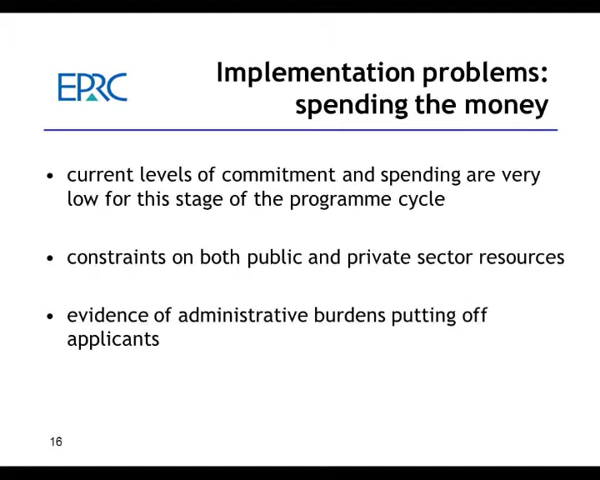 EPRC
Implementation problems:
spending the money
• current levels of commitment and spending are very
low for this stage of the programme cycle
• constraints on both public and private sector resources
• evidence of administrative burdens putting off
applicants
16